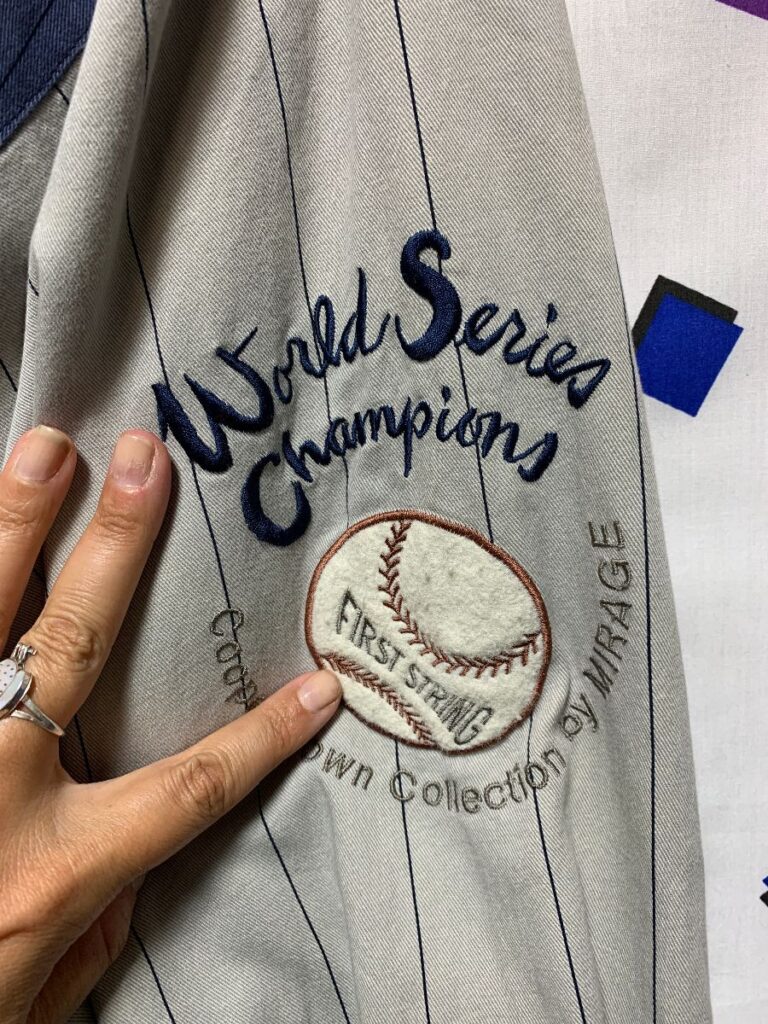 World Series
Champions
FIRST STRING
Collection by MIRAGE